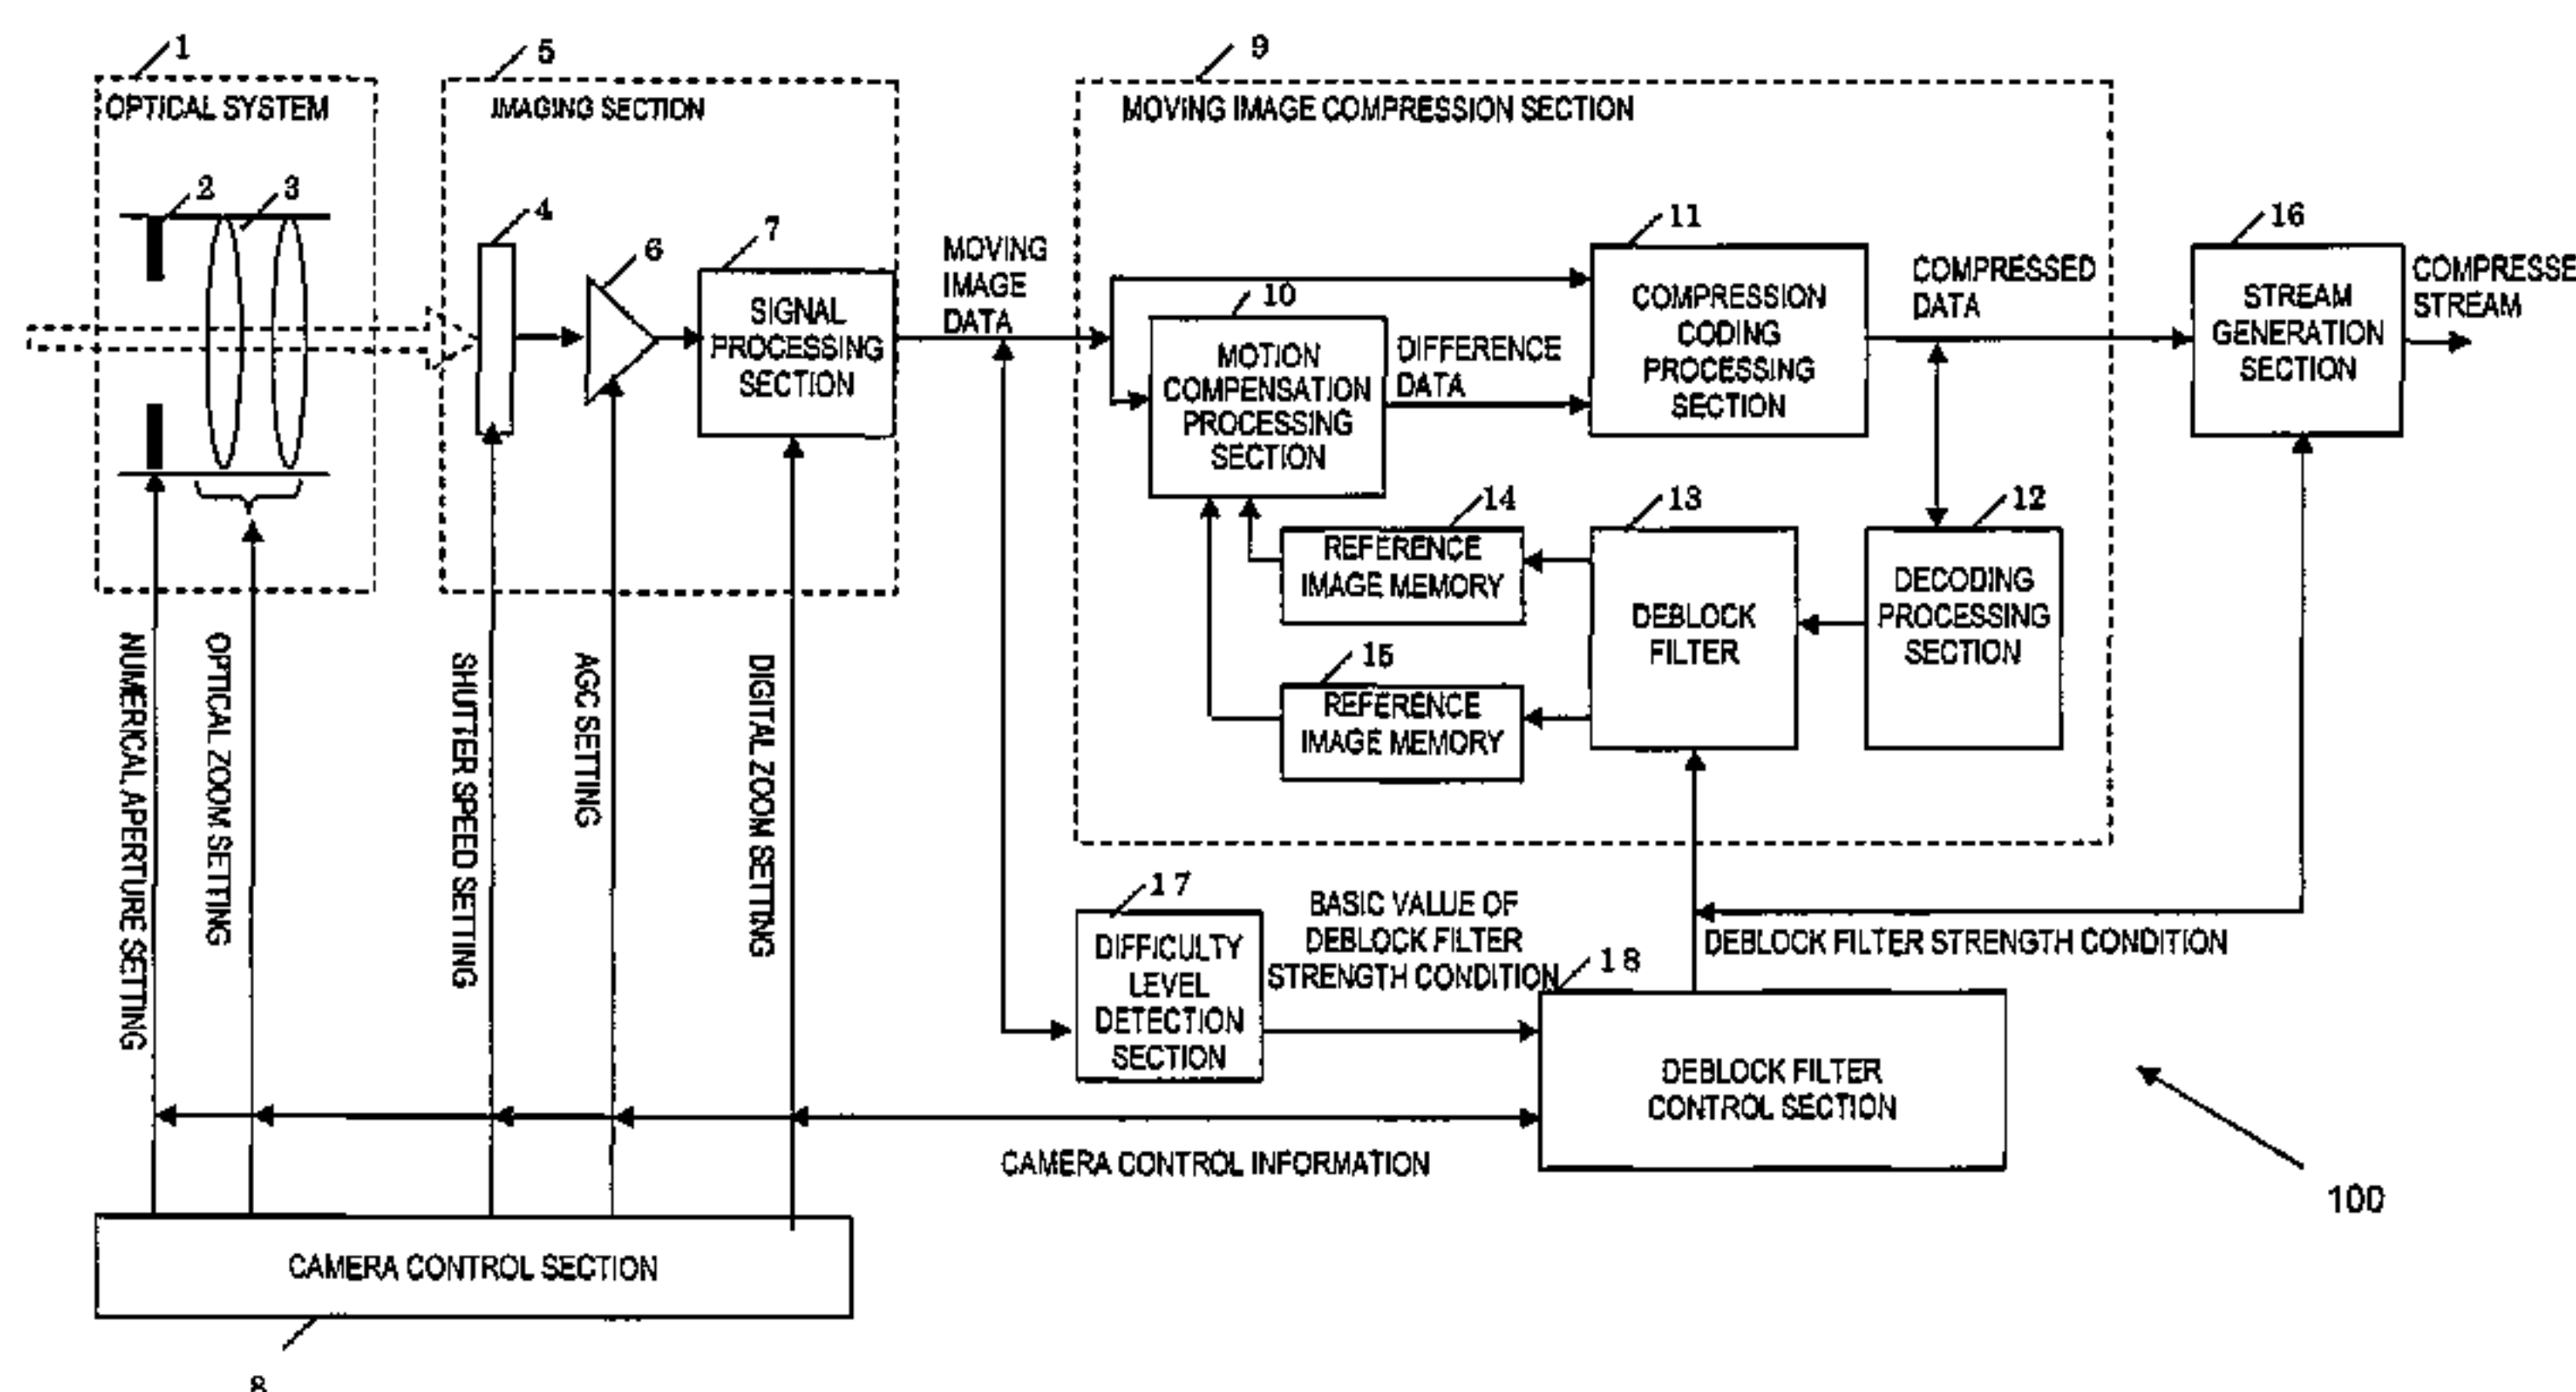 1
5
9
OPTICAL SYSTEM
IMAGING SECTION
MOVING IMAGE COMPRESSION SECTION
2
3
4
6
7
SIGNAL
PROCESSING
SECTION
MOVING
IMAGE
DATA
10
MOTION
COMPENSATION
PROCESSING
SECTION
DIFFERENCE
DATA
11
COMPRESSION
CODING
PROCESSING
SECTION
COMPRESSED
DATA
16
STREAM
GENERATION
SECTION
COMPRESSE
STREAM
14
REFERENCE
IMAGE MEMORY
13
DEBLOCK
FILTER
12
DECODING
PROCESSING
SECTION
15
REFERENCE
IMAGE MEMORY
NUMERICAL APERTURE SETTING
OPTICAL ZOOM SETTING
SHUTTER SPEED SETTING
AGC SETTING
DIGITAL ZOOM SETTING
17
DIFFICULTY
LEVEL
DETECTION
SECTION
BASIC VALUE OF
DEBLOCK FILTER
STRENGTH CONDITION
18
DEBLOCK FILTER STRENGTH CONDITION
DEBLOCK FILTER
CONTROL SECTION
CAMERA CONTROL INFORMATION
100
CAMERA CONTROL SECTION
8